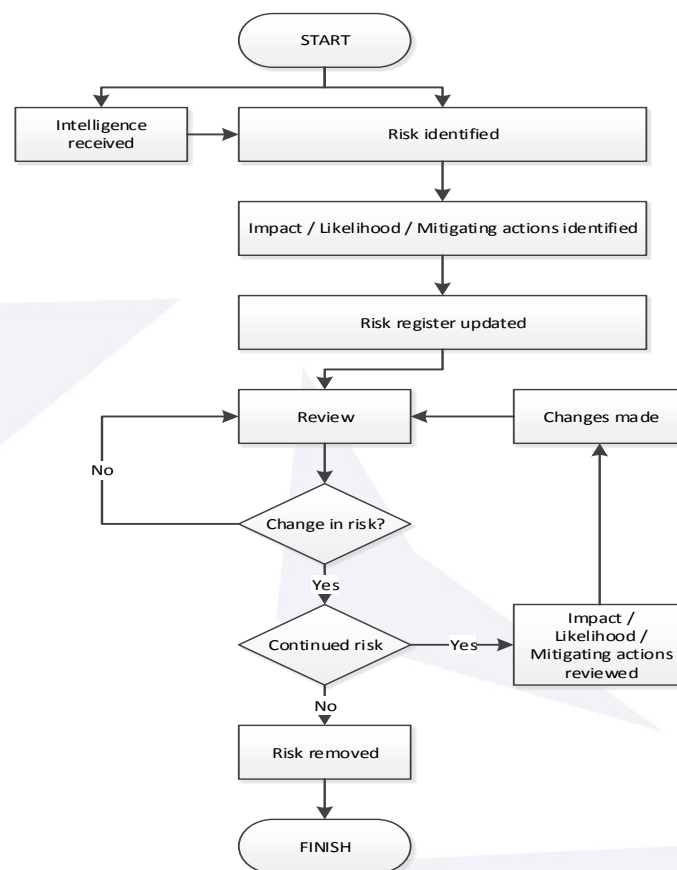 START
Intelligence
received
Risk identified
Impact / Likelihood / Mitigating actions identified
Risk register updated
Review
Changes made
No
Change in risk?
Yes
Continued risk
Yes
Impact /
Likelihood /
Mitigating actions
reviewed
No
Risk removed
FINISH